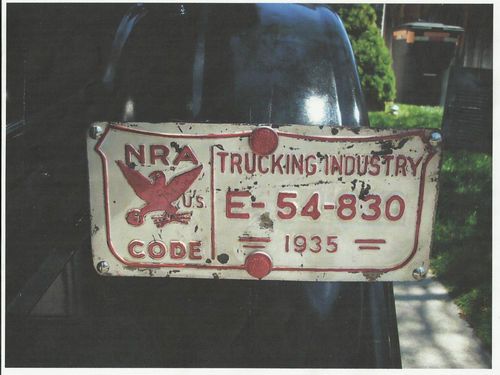 NRA
U.S.
CODE
TRUCKING INDUSTRY
E-54-830
1935